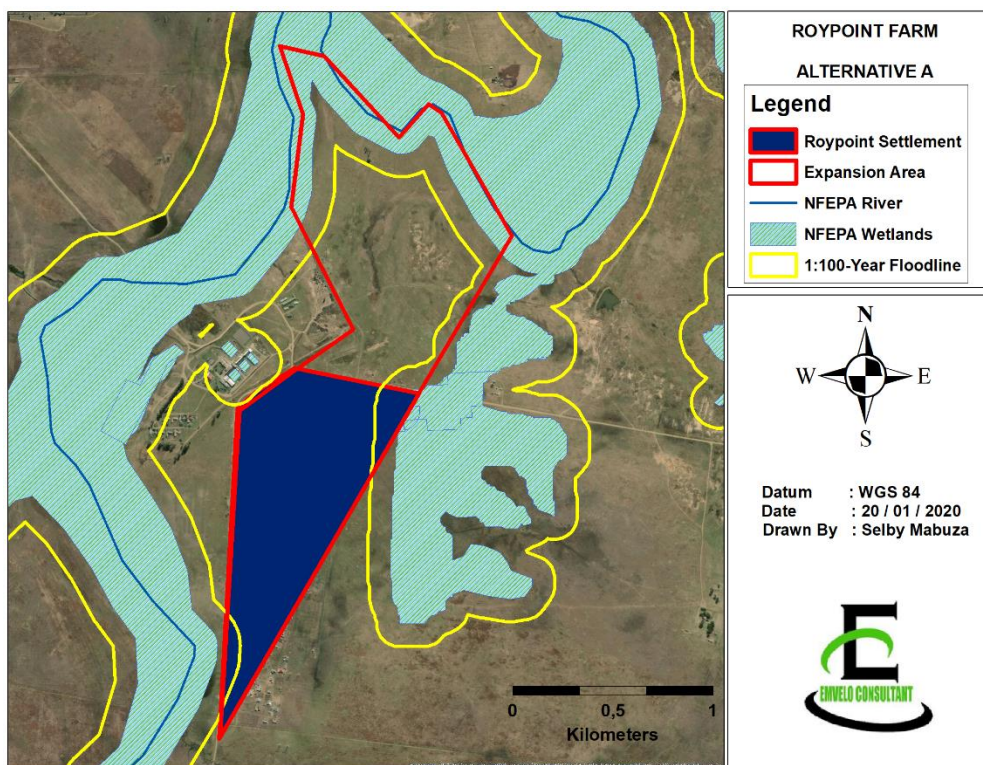 ROYPOINT FARM
ALTERNATIVE A
Legend
Roypoint Settlement
Expansion Area
NFEPA River
NFEPA Wetlands
1:100-Year Floodline
N
W E
S
Datum : WGS 84
Date : 20 / 01 / 2020
Drawn By : Selby Mabuza
E
EMVELO CONSULTANT
0 0,5 1
Kilometers